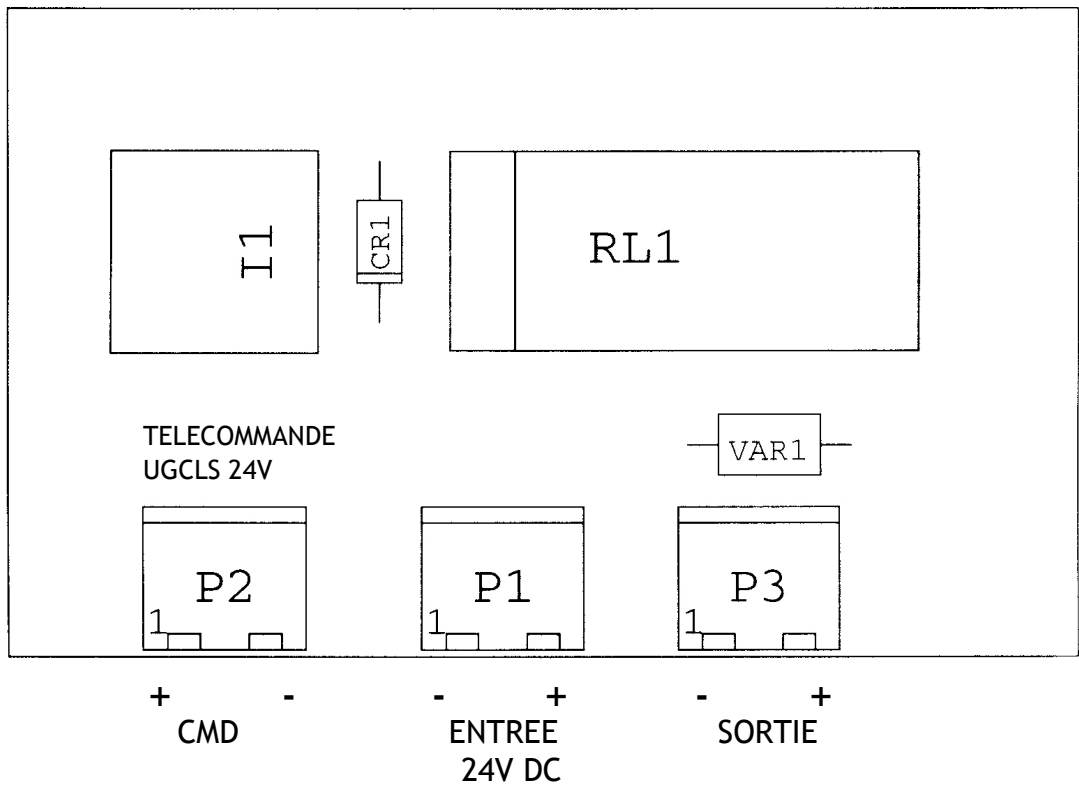 I1
CR1
RL1
TELECOMMANDE
UGCLS 24V
VAR1
P2
P1
P3
1
1
1
+ - - + - +
CMD ENTREE SORTIE
24V DC